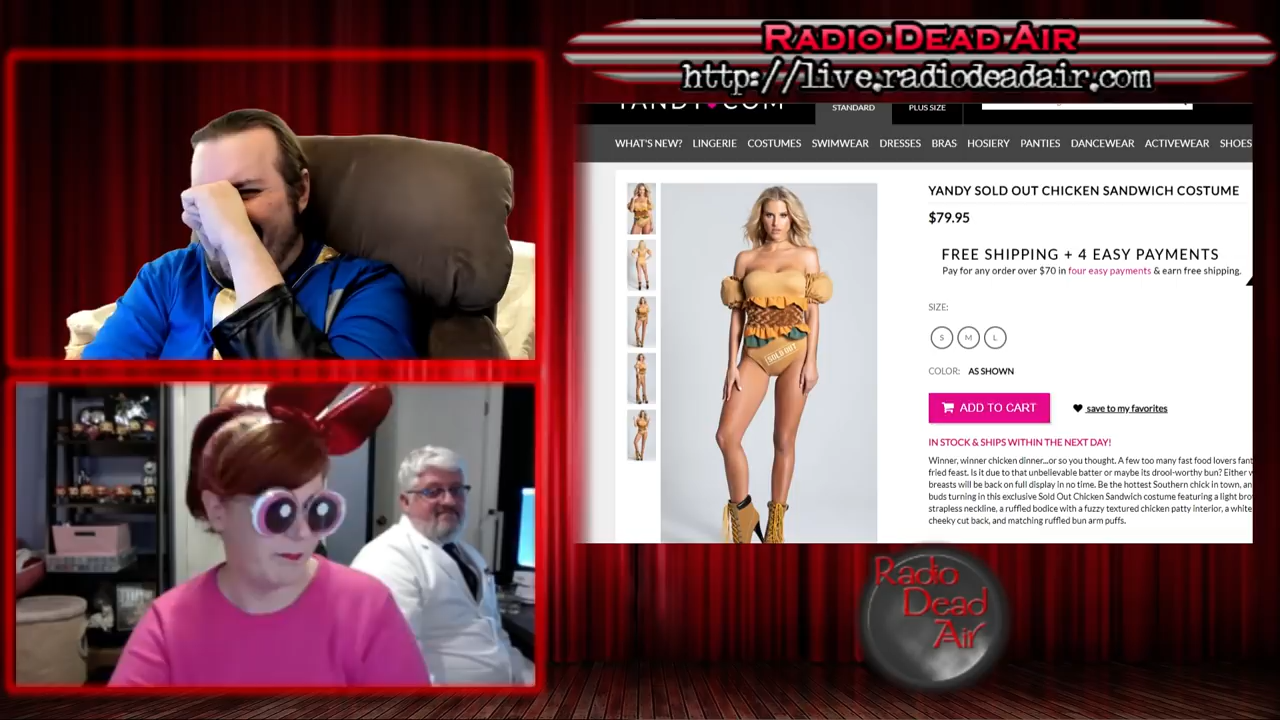 RADIO DEAD AIR
http://live.radiodeadair.com
YANDY.COM
STANDARD
PLUS SIZE
WHAT'S NEW?
LINGERIE
COSTUMES
SWIMWEAR
DRESSES
BRAS
HOSIERY
PANTIES
DANCEWEAR
ACTIVEWEAR
SHOES
YANDY SOLD OUT CHICKEN SANDWICH COSTUME
$79.95
FREE SHIPPING + 4 EASY PAYMENTS
Pay for any order over $70 in four easy payments & earn free shipping.
SIZE:
S
M
L
COLOR: AS SHOWN
ADD TO CART
save to my favorites
IN STOCK & SHIPS WITHIN THE NEXT DAY!
Winner, winner chicken dinner...or so you thought. A few too many fast food lovers fant
fried feast. Is it due to that unbelievable batter or maybe its drool-worthy bun? Either w
breasts will be back on full display in no time. Be the hottest Southern chick in town, an
buds turning in this exclusive Sold Out Chicken Sandwich costume featuring a light bro
strapless neckline, a ruffled bodice with a fuzzy textured chicken patty interior, a white
cheeky cut back, and matching ruffled bun arm puffs.
SOLD OUT
Radio
Dead
Air